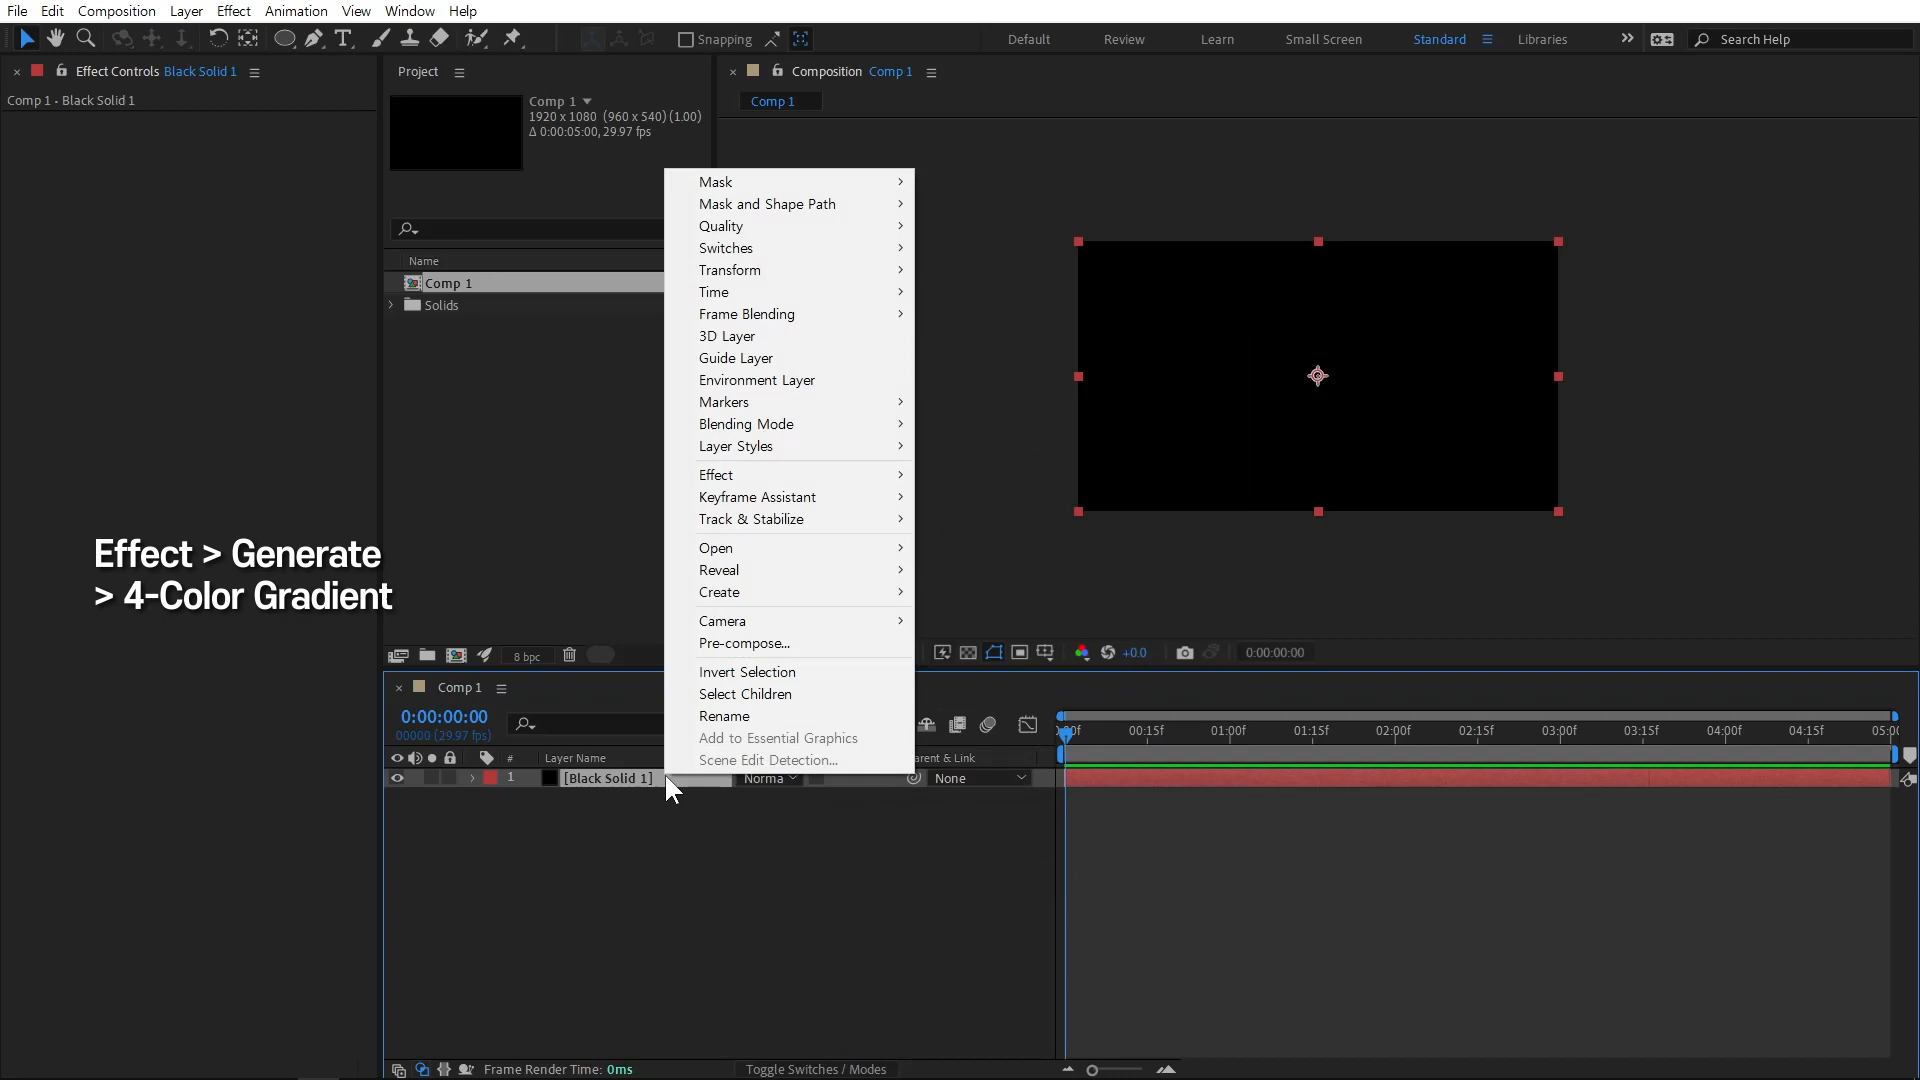 File Edit Composition Layer Effect Animation View Window Help
Snapping
Default Review Learn Small Screen Standard Libraries
Search Help
Effect Controls Black Solid 1
Comp 1 • Black Solid 1
Project
Comp 1
1920 x 1080 (960 x 540) (1.00)
Δ 0:00:05:00, 29.97 fps
Name
Comp 1
Solids
8 bpc
Composition Comp 1
Comp 1
Mask
Mask and Shape Path
Quality
Switches
Transform
Time
Frame Blending
3D Layer
Guide Layer
Environment Layer
Markers
Blending Mode
Layer Styles
Effect
Keyframe Assistant
Track & Stabilize
Open
Reveal
Create
Camera
Pre-compose...
Invert Selection
Select Children
Rename
Add to Essential Graphics
Scene Edit Detection...
Effect > Generate
> 4-Color Gradient
+0.0
0:00:00:00
Comp 1
0:00:00:00
00000 (29.97 fps)
# Layer Name
arent & Link
1 [Black Solid 1] Norma None
00f 00:15f 01:00f 01:15f 02:00f 02:15f 03:00f 03:15f 04:00f 04:15f 05:0
Frame Render Time: 0ms
Toggle Switches / Modes